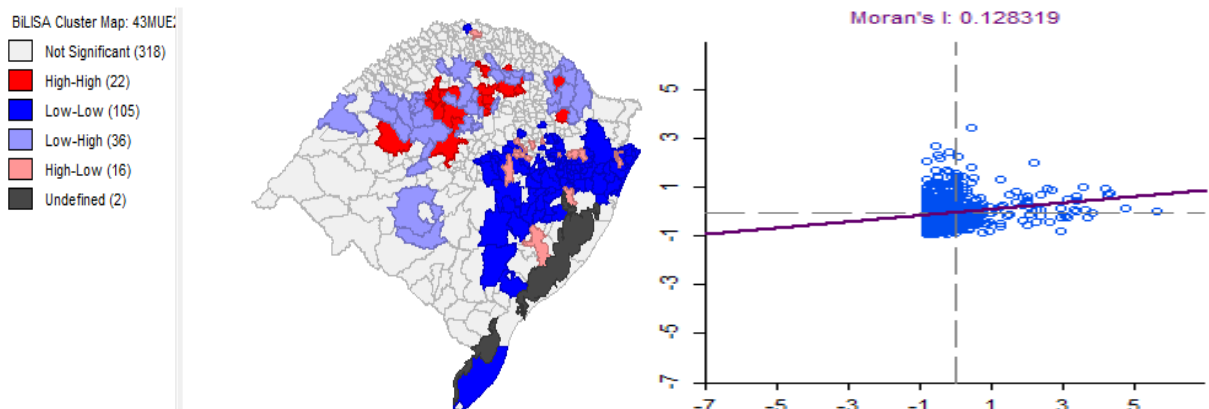 BiLISA Cluster Map: 43MUE2
Not Significant (318)
High-High (22)
Low-Low (105)
Low-High (36)
High-Low (16)
Undefined (2)
Moran's I: 0.128319
5
3
1
-1
-3
-5
-7
-7
-5
-3
-1
1
3
5